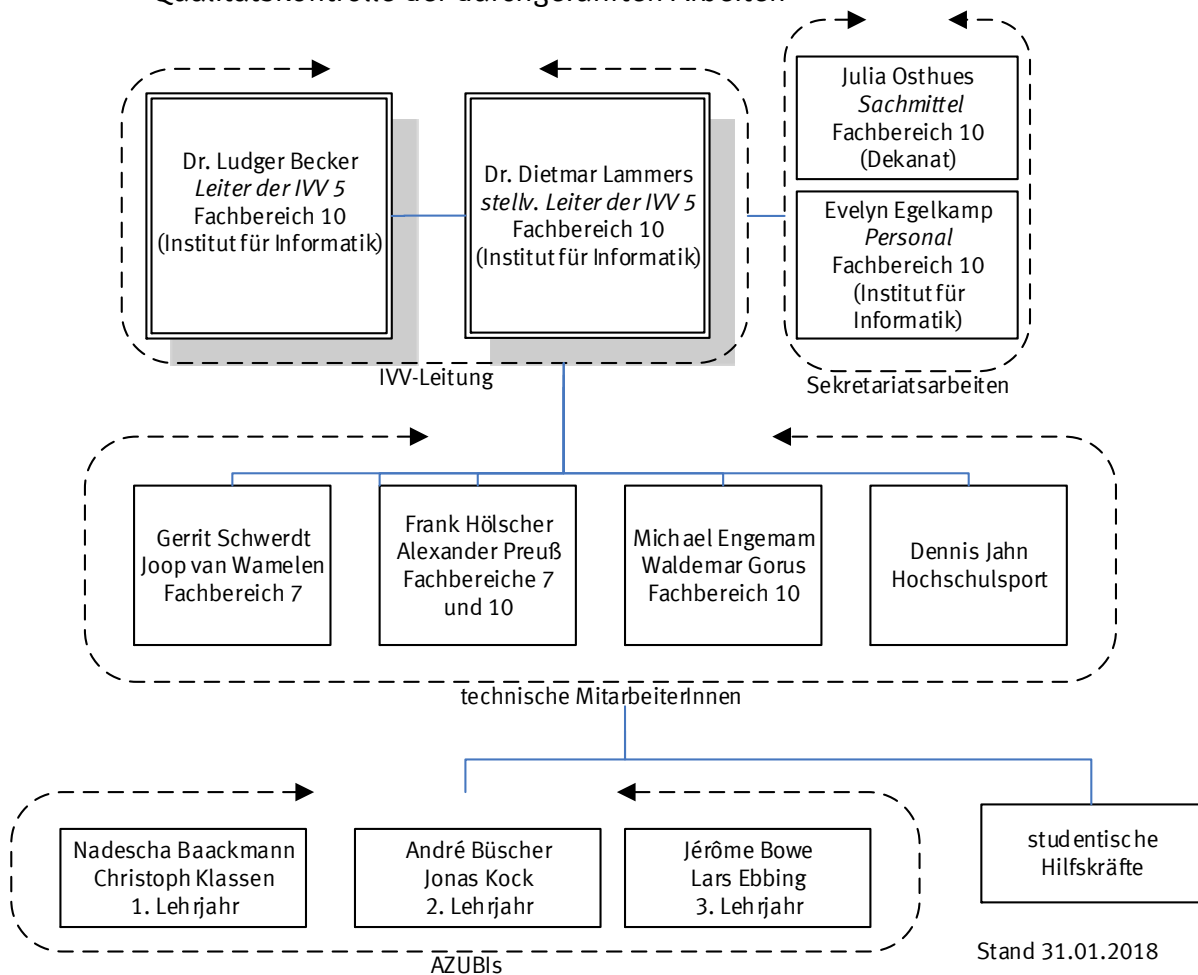 Qualitätskontrolle der durchgeführten Arbeiten
Dr. Ludger Becker
Leiter der IVV 5
Fachbereich 10
(Institut für Informatik)
Dr. Dietmar Lammers
stellv. Leiter der IVV 5
Fachbereich 10
(Institut für Informatik)
IVV-Leitung
Julia Osthues
Sachmittel
Fachbereich 10
(Dekanat)
Evelyn Egelkamp
Personal
Fachbereich 10
(Institut für
Informatik)
Sekretariatsarbeiten
Gerrit Schwerdt
Joop van Wamelen
Fachbereich 7
Frank Hölscher
Alexander Preuß
Fachbereiche 7
und 10
Michael Engemam
Waldemar Gorus
Fachbereich 10
Dennis Jahn
Hochschulsport
technische MitarbeiterInnen
Nadescha Baackmann
Christoph Klassen
1. Lehrjahr
André Büscher
Jonas Kock
2. Lehrjahr
Jérôme Bowe
Lars Ebbing
3. Lehrjahr
AZUBIs
studentische
Hilfskräfte
Stand 31.01.2018